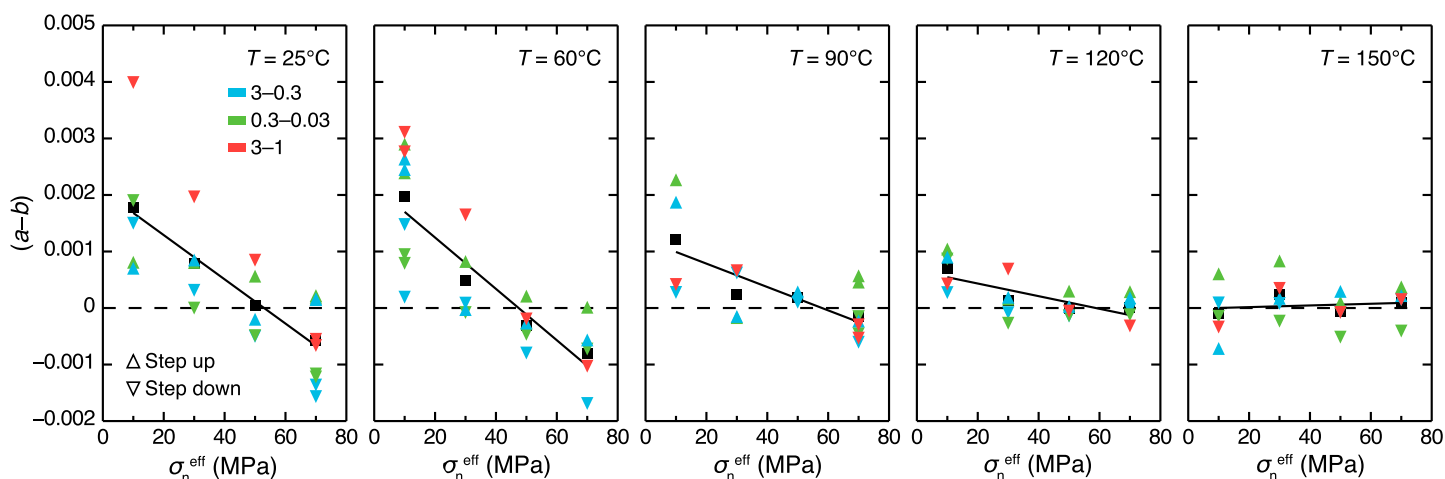 0.005
0.004
0.003
0.002
0.001
0
–0.001
–0.002
(a–b)
T = 25°C
3–0.3
0.3–0.03
3–1
△ Step up
▽ Step down
T = 60°C
T = 90°C
T = 120°C
T = 150°C
0 20 40 60 80
0 20 40 60 80
0 20 40 60 80
0 20 40 60 80
0 20 40 60 80
σn^eff (MPa)
σn^eff (MPa)
σn^eff (MPa)
σn^eff (MPa)
σn^eff (MPa)